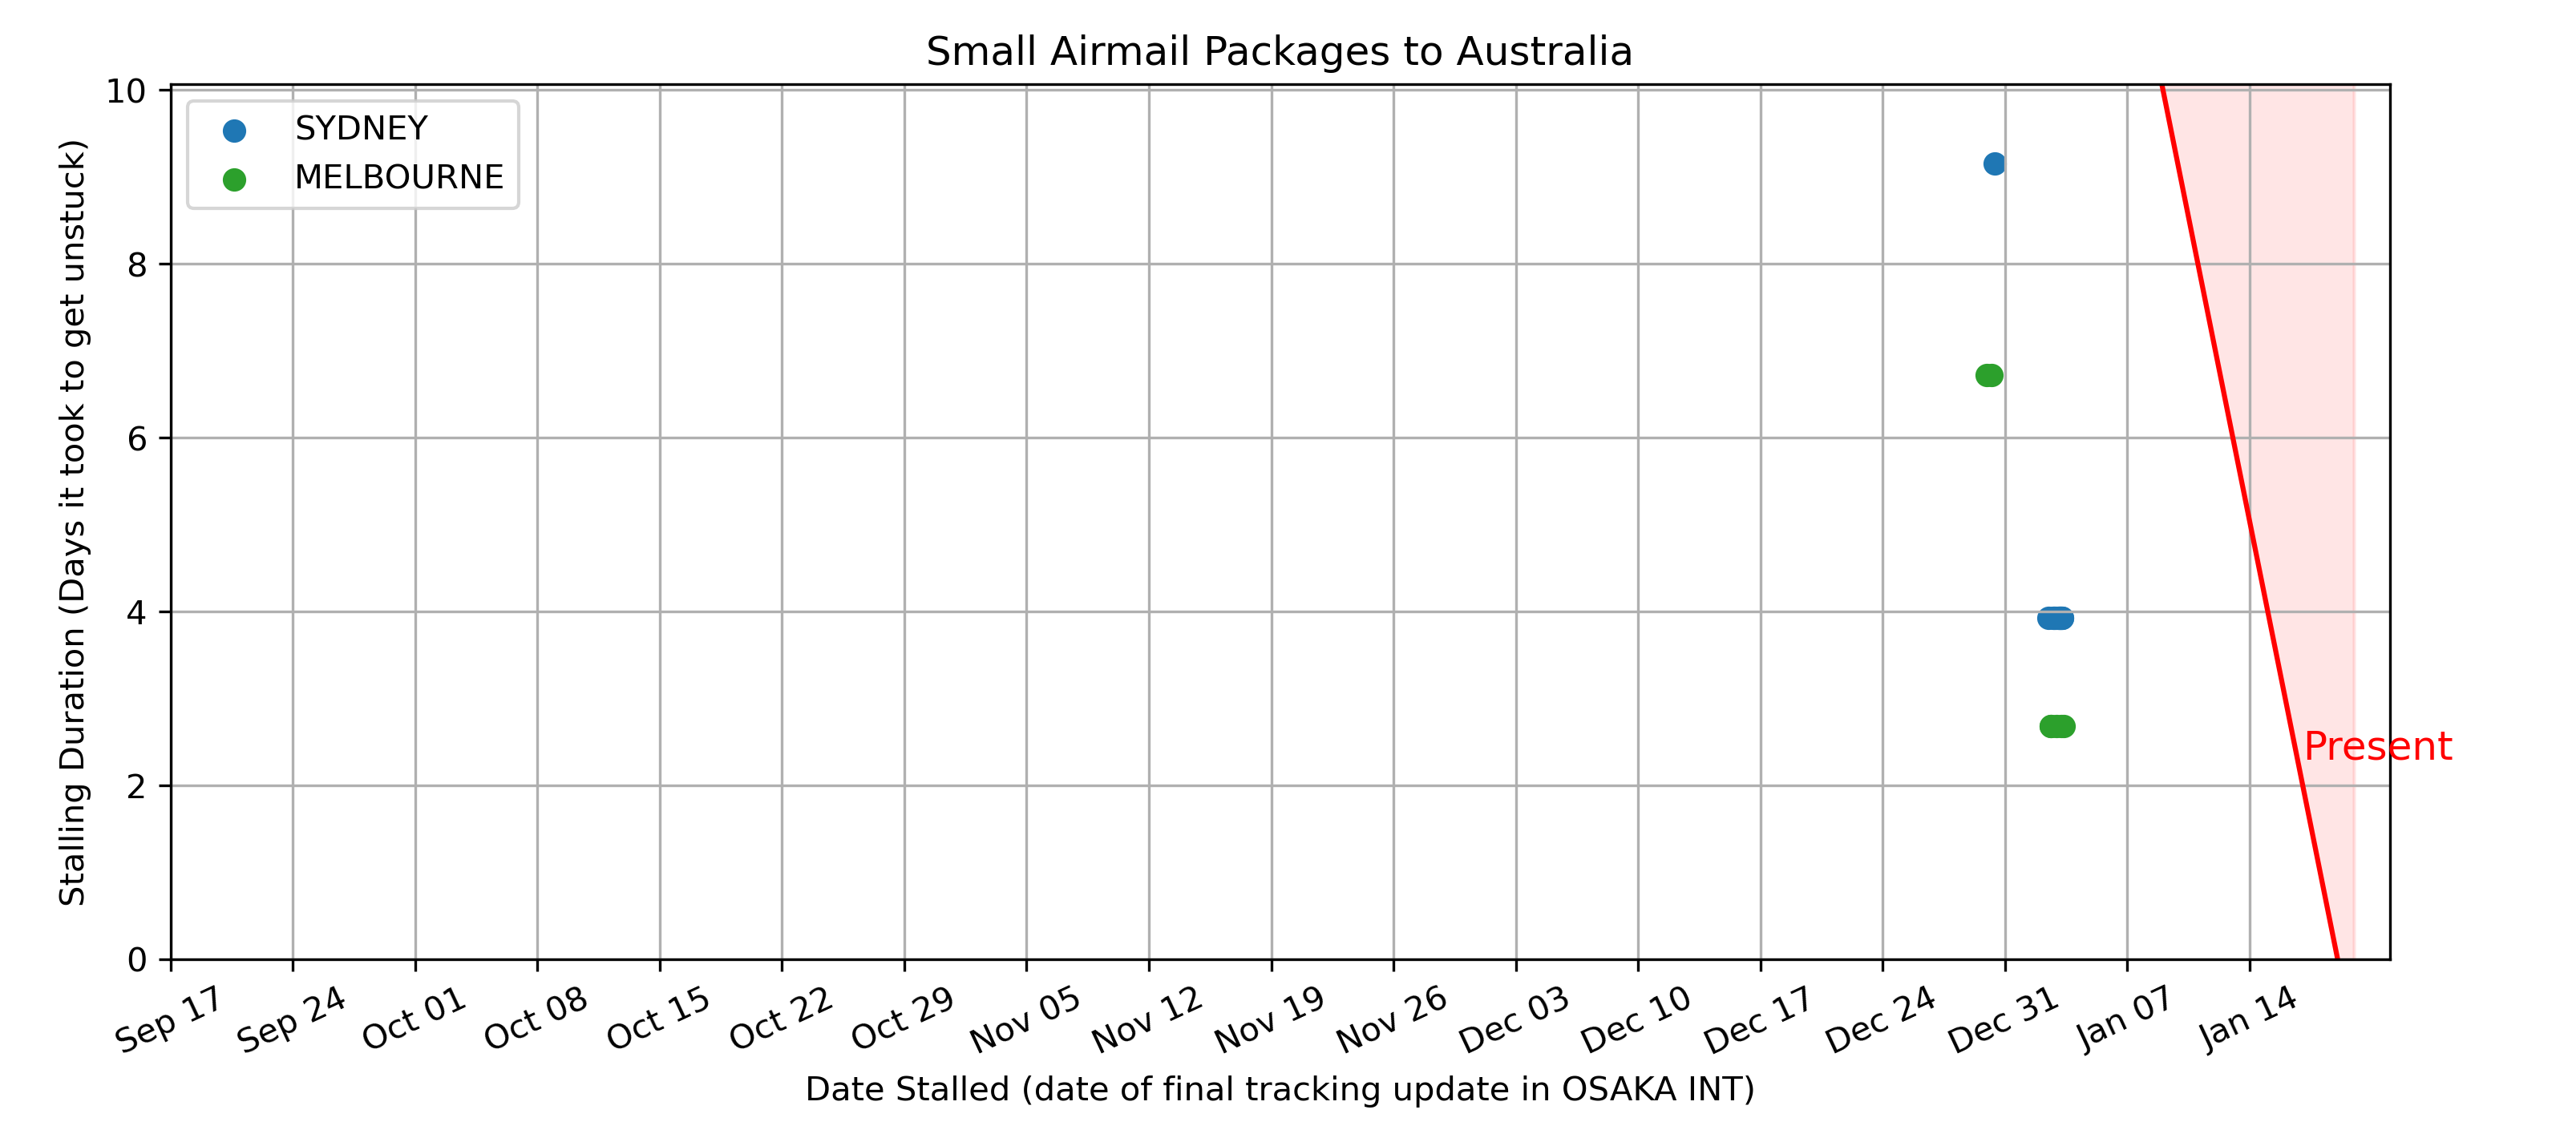 Small Airmail Packages to Australia
Stalling Duration (Days it took to get unstuck)
10
8
6
4
2
0
SYDNEY
MELBOURNE
Present
Sep 17
Sep 24
Oct 01
Oct 08
Oct 15
Oct 22
Oct 29
Nov 05
Nov 12
Nov 19
Nov 26
Dec 03
Dec 10
Dec 17
Dec 24
Dec 31
Jan 07
Jan 14
Date Stalled (date of final tracking update in OSAKA INT)